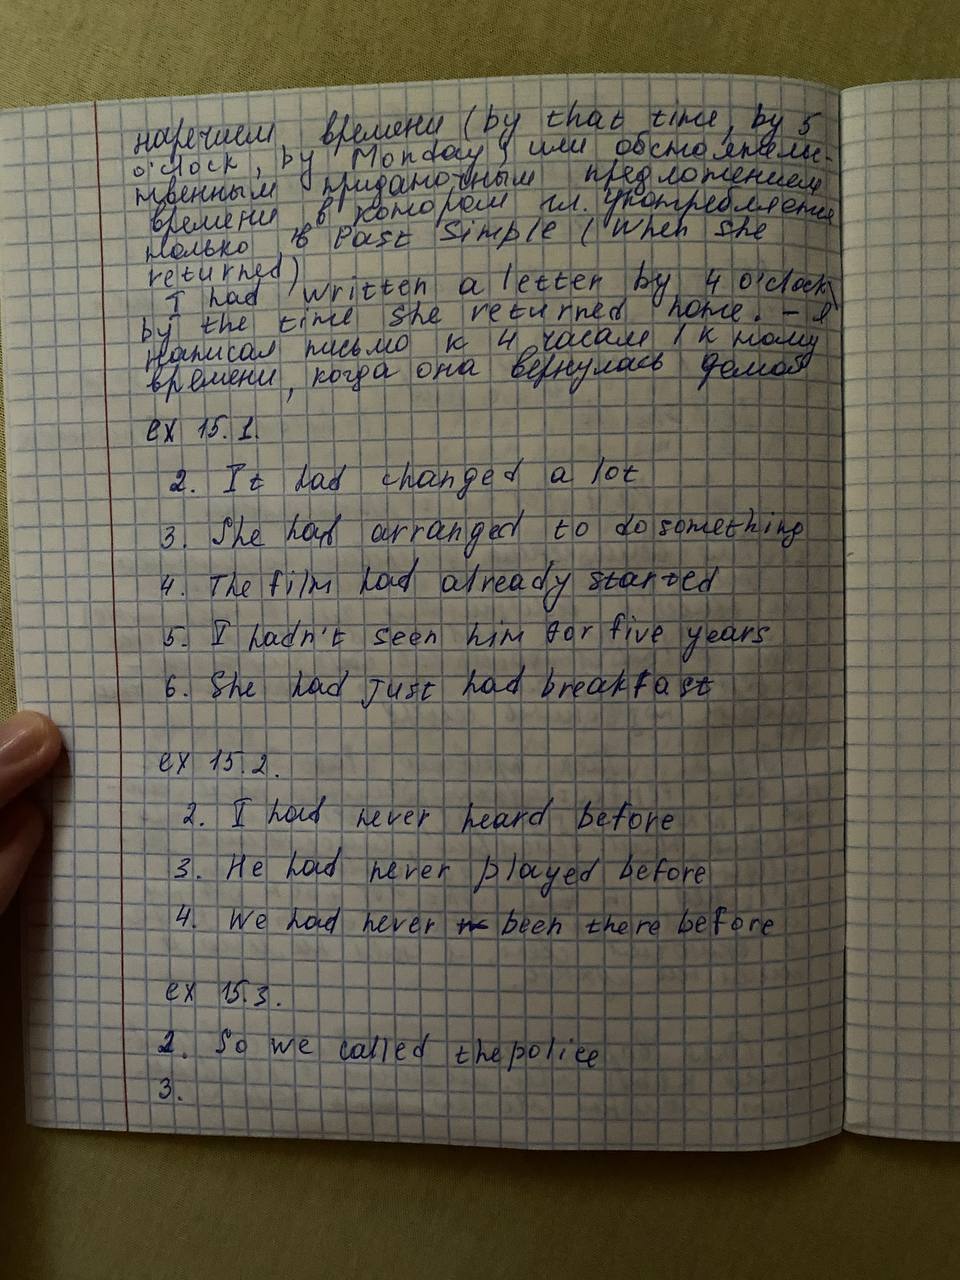 наречием времени (by that time, by 5
o'clock, by Monday) или обстоятель-
ственным придаточным предложением
времени в котором гл. употребляется
только в Past Simple (when she
returned)
I had written a letter by 4 o'clock
by the time she returned home. – Я
написал письмо к 4 часам / к тому
времени, когда она вернулась домой
ex 15.1.
2. It had changed a lot
3. She had arranged to do something
4. The film had already started
5. I hadn't seen him for five years
6. She had just had breakfast
ex 15.2.
2. I had never heard before
3. He had never played before
4. We had never been there before
ex 15.3.
2. So we called the police
3.